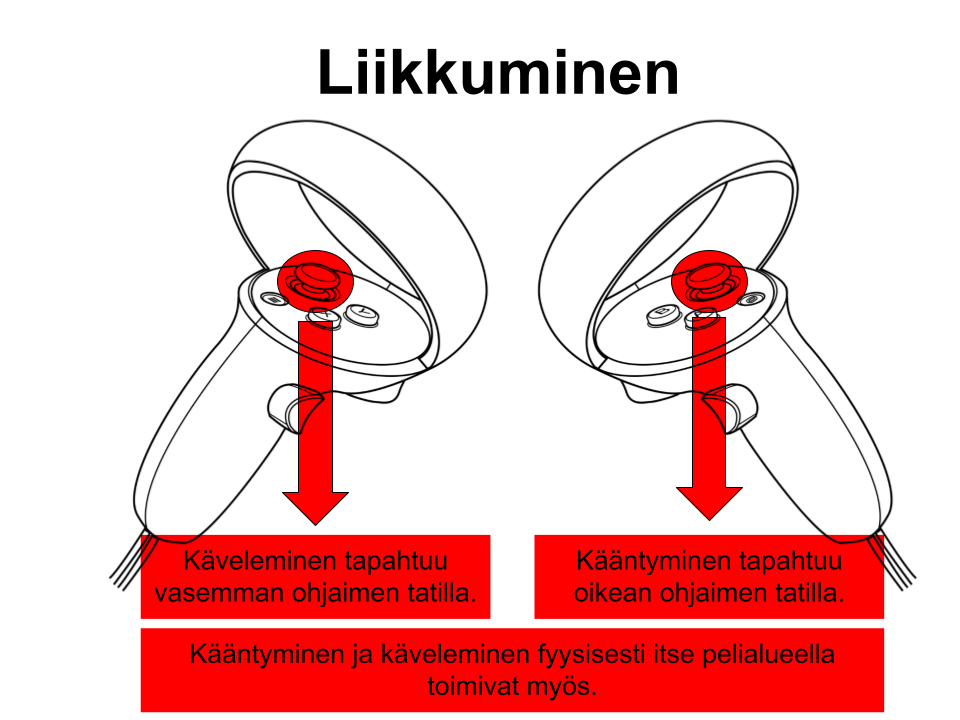 Liikkuminen
Käveleminen tapahtuu
vasemman ohjaimen tatilla.
Kääntyminen tapahtuu
oikean ohjaimen tatilla.
Kääntyminen ja käveleminen fyysisesti itse pelialueella
toimivat myös.